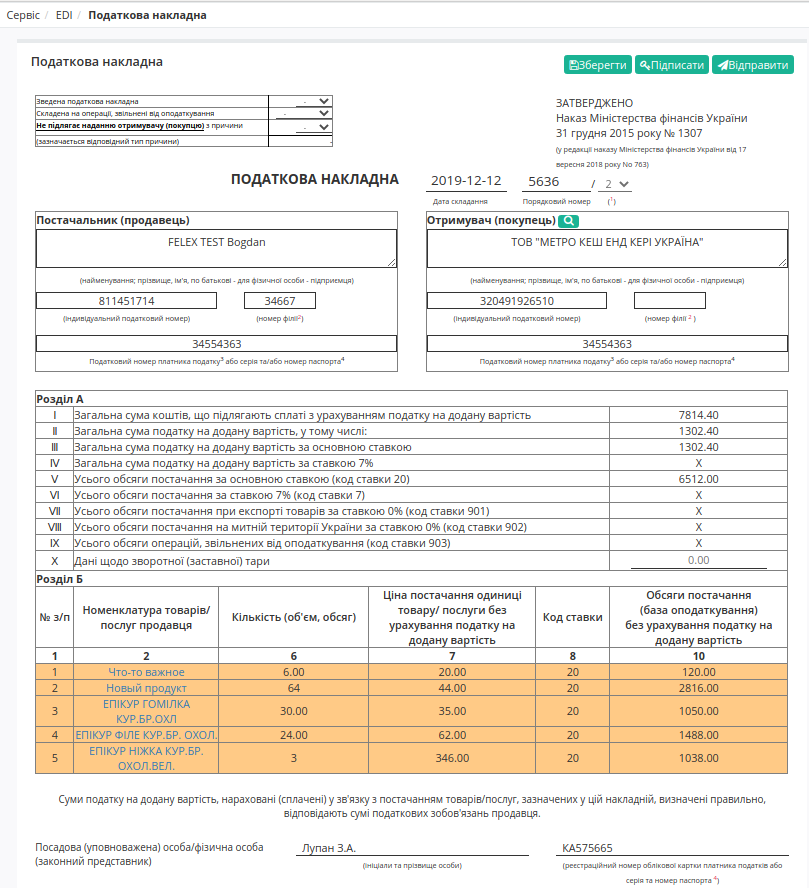 Сервіс / EDI / Податкова накладна
Податкова накладна
Зберегти Підписати Відправити
Зведена податкова накладна -
Складена на операції, звільнені від оподаткування -
Не підлягає наданню отримувачу (покупцю) з причини -
(зазначається відповідний тип причини) -
ЗАТВЕРДЖЕНО
Наказ Міністерства фінансів України
31 грудня 2015 року № 1307
(у редакції наказу Міністерства фінансів України від 17
вересня 2018 року No 763)
ПОДАТКОВА НАКЛАДНА 2019-12-12 5636 / 2
Дата складання Порядковий номер (1)
Постачальник (продавець)
FELEX TEST Bogdan
(найменування; прізвище, ім'я, по батькові - для фізичної особи - підприємця)
811451714 34667
(індивідуальний податковий номер) (номер філії2)
34554363
Податковий номер платника податку3 або серія та/або номер паспорта4
Отримувач (покупець)
ТОВ "МЕТРО КЕШ ЕНД КЕРІ УКРАЇНА"
(найменування; прізвище, ім'я, по батькові - для фізичної особи - підприємця)
320491926510
(індивідуальний податковий номер) (номер філії 2 )
34554363
Податковий номер платника податку3 або серія та/або номер паспорта4
Розділ А
I Загальна сума коштів, що підлягають сплаті з урахуванням податку на додану вартість 7814.40
II Загальна сума податку на додану вартість, у тому числі: 1302.40
III Загальна сума податку на додану вартість за основною ставкою 1302.40
IV Загальна сума податку на додану вартість за ставкою 7% X
V Усього обсяги постачання за основною ставкою (код ставки 20) 6512.00
VI Усього обсяги постачання за ставкою 7% (код ставки 7) X
VII Усього обсяги постачання при експорті товарів за ставкою 0% (код ставки 901) X
VIII Усього обсяги постачання на митній території України за ставкою 0% (код ставки 902) X
IX Усього обсяги операцій, звільнених від оподаткування (код ставки 903) X
X Дані щодо зворотної (заставної) тари 0.00
Розділ Б
№ з/п Номенклатура товарів/ послуг продавця Кількість (об'єм, обсяг) Ціна постачання одиниці товару/ послуги без урахування податку на додану вартість Код ставки Обсяги постачання (база оподаткування) без урахування податку на додану вартість
1 2 6 7 8 10
1 Что-то важное 6.00 20.00 20 120.00
2 Новый продукт 64 44.00 20 2816.00
3 ЕПІКУР ГОМІЛКА КУР.БР.ОХЛ 30.00 35.00 20 1050.00
4 ЕПІКУР ФІЛЕ КУР.БР. ОХОЛ. 24.00 62.00 20 1488.00
5 ЕПІКУР НІЖКА КУР.БР. ОХОЛ.ВЕЛ. 3 346.00 20 1038.00
Суми податку на додану вартість, нараховані (сплачені) у зв'язку з постачанням товарів/послуг, зазначених у цій накладній, визначені правильно,
відповідають сумі податкових зобов'язань продавця.
Посадова (уповноважена) особа/фізична особа
(законний представник)
Лупан З.А.
(ініціали та прізвище особи)
КА575665
(реєстраційний номер облікової картки платника податків або
серія та номер паспорта 4)